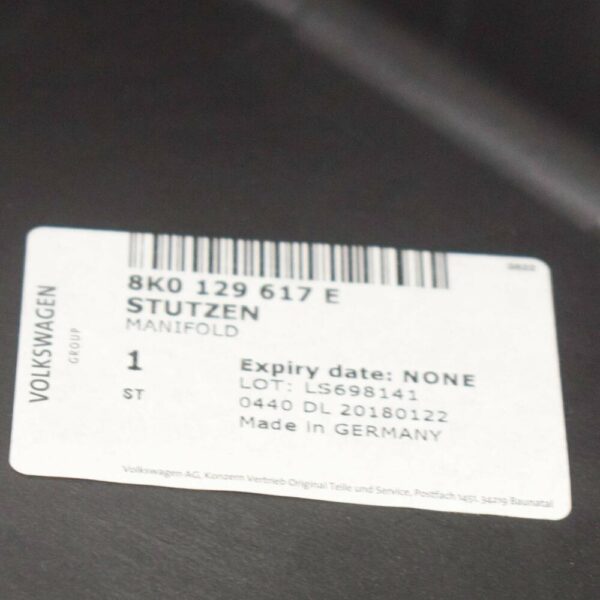 VOLKSWAGEN
GROUP
8K0 129 617 E
STUTZEN
MANIFOLD
1
ST
Expiry date: NONE
LOT: LS698141
0440 DL 20180122
Made in GERMANY
Volkswagen AG, Konzern Vertrieb Original Teile und Service, Postfach 1451, 34219 Baunatal